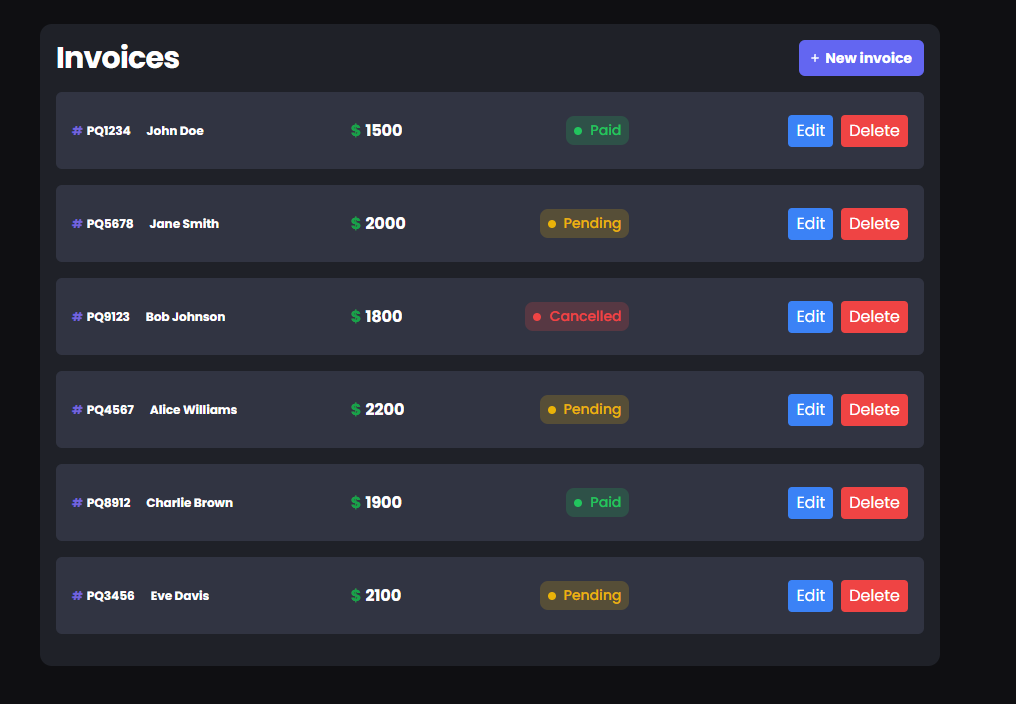 Invoices + New invoice
# PQ1234 John Doe $ 1500 Paid Edit Delete
# PQ5678 Jane Smith $ 2000 Pending Edit Delete
# PQ9123 Bob Johnson $ 1800 Cancelled Edit Delete
# PQ4567 Alice Williams $ 2200 Pending Edit Delete
# PQ8912 Charlie Brown $ 1900 Paid Edit Delete
# PQ3456 Eve Davis $ 2100 Pending Edit Delete